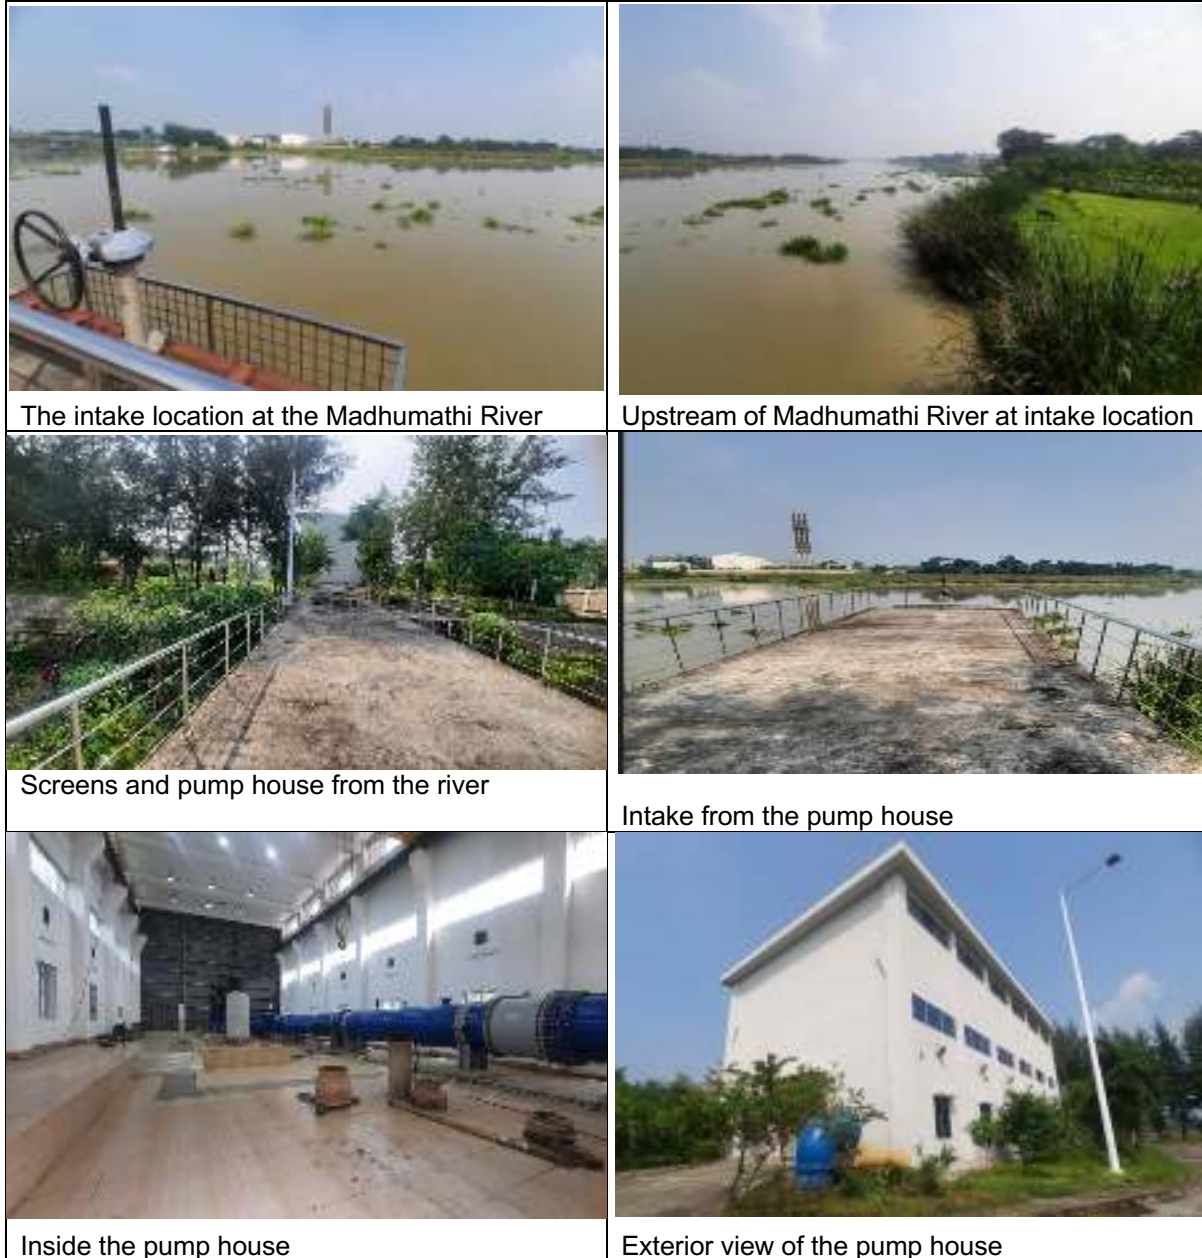 The intake location at the Madhumathi River
Upstream of Madhumathi River at intake location
Screens and pump house from the river
Intake from the pump house
Inside the pump house
Exterior view of the pump house